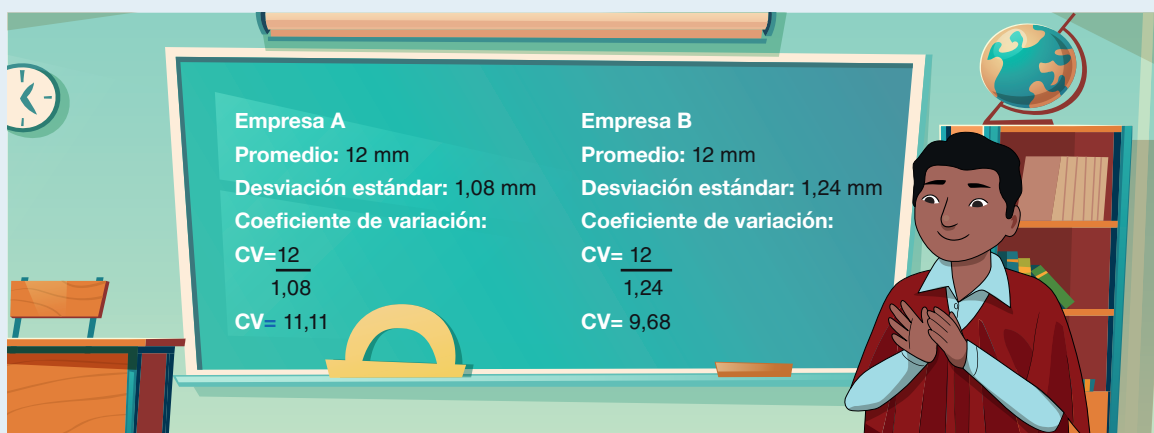 Empresa A
Promedio: 12 mm
Desviación estándar: 1,08 mm
Coeficiente de variación:
CV=12
1,08
CV= 11,11
Empresa B
Promedio: 12 mm
Desviación estándar: 1,24 mm
Coeficiente de variación:
CV= 12
1,24
CV= 9,68